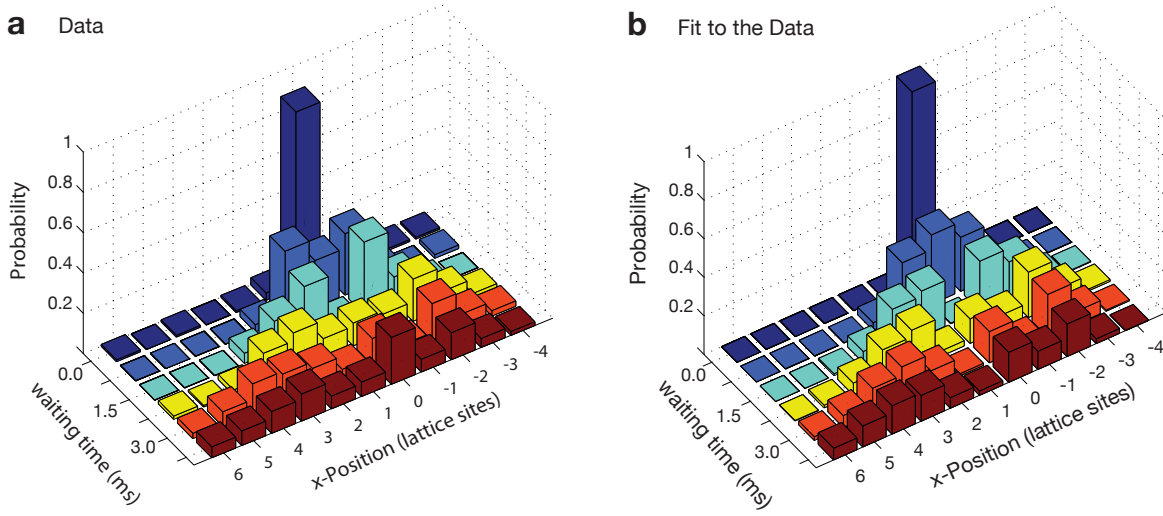 a Data
1
0.8
0.6
0.4
0.2
Probability
0.0
1.5
3.0
waiting time (ms)
6 5 4 3 2 1 0 -1 -2 -3 -4
x-Position (lattice sites)
b Fit to the Data
1
0.8
0.6
0.4
0.2
Probability
0.0
1.5
3.0
waiting time (ms)
6 5 4 3 2 1 0 -1 -2 -3 -4
x-Position (lattice sites)